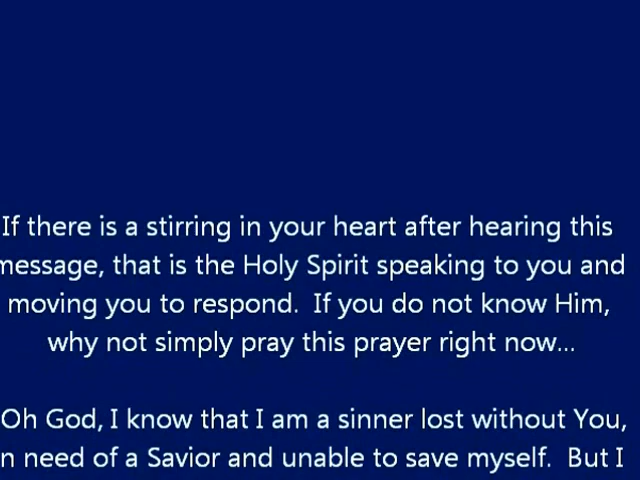 If there is a stirring in your heart after hearing this
message, that is the Holy Spirit speaking to you and
moving you to respond.  If you do not know Him,
why not simply pray this prayer right now...
Oh God, I know that I am a sinner lost without You,
in need of a Savior and unable to save myself.  But I